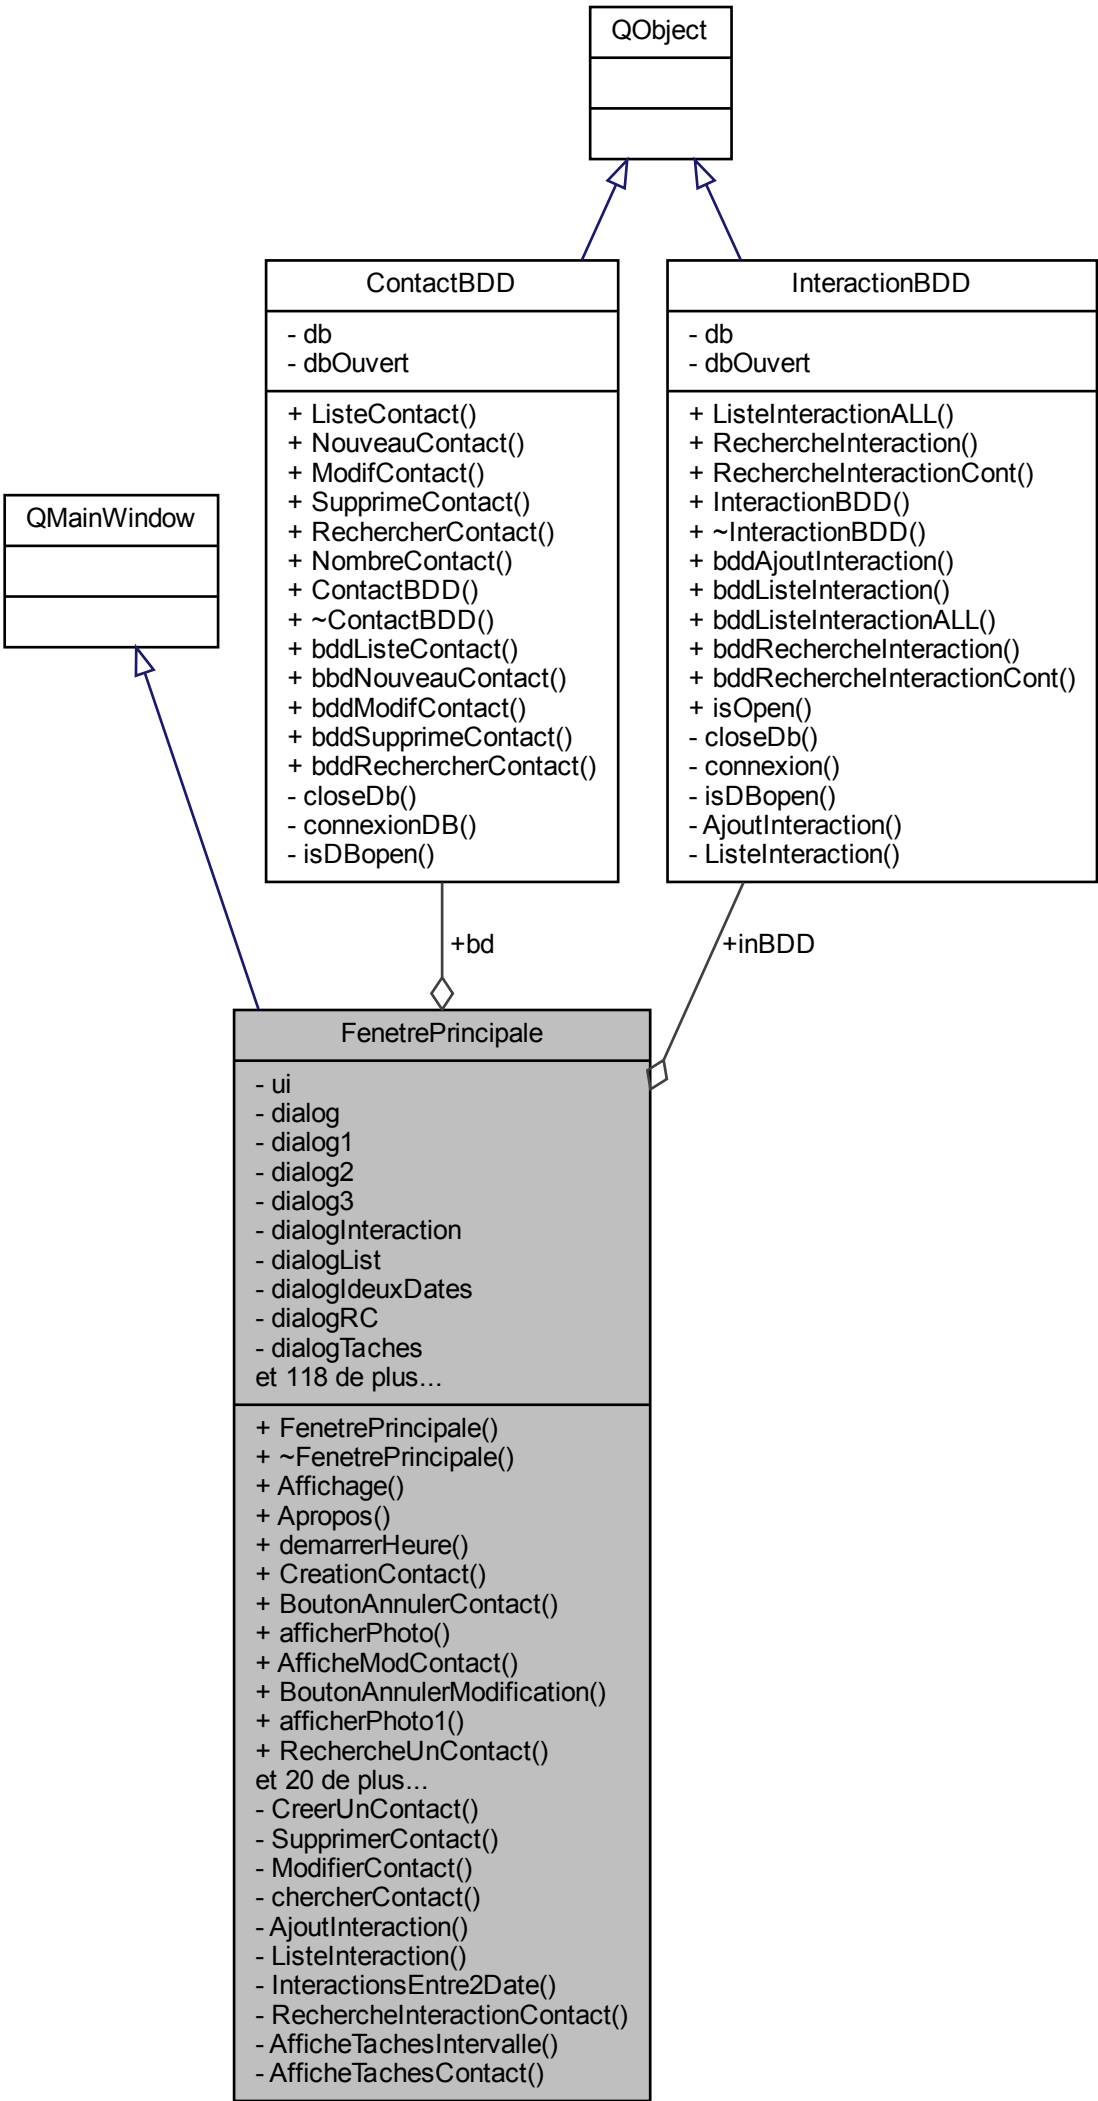 QObject
ContactBDD
- db
- dbOuvert
+ ListeContact()
+ NouveauContact()
+ ModifContact()
+ SupprimeContact()
+ RechercherContact()
+ NombreContact()
+ ContactBDD()
+ ~ContactBDD()
+ bddListeContact()
+ bbdNouveauContact()
+ bddModifContact()
+ bddSupprimeContact()
+ bddRechercherContact()
- closeDb()
- connexionDB()
- isDBopen()
InteractionBDD
- db
- dbOuvert
+ ListeInteractionALL()
+ RechercheInteraction()
+ RechercheInteractionCont()
+ InteractionBDD()
+ ~InteractionBDD()
+ bddAjoutInteraction()
+ bddListeInteraction()
+ bddListeInteractionALL()
+ bddRechercheInteraction()
+ bddRechercheInteractionCont()
+ isOpen()
- closeDb()
- connexion()
- isDBopen()
- AjoutInteraction()
- ListeInteraction()
QMainWindow
+bd
+inBDD
FenetrePrincipale
- ui
- dialog
- dialog1
- dialog2
- dialog3
- dialogInteraction
- dialogList
- dialogIdeuxDates
- dialogRC
- dialogTaches
et 118 de plus...
+ FenetrePrincipale()
+ ~FenetrePrincipale()
+ Affichage()
+ Apropos()
+ demarrerHeure()
+ CreationContact()
+ BoutonAnnulerContact()
+ afficherPhoto()
+ AfficheModContact()
+ BoutonAnnulerModification()
+ afficherPhoto1()
+ RechercheUnContact()
et 20 de plus...
- CreerUnContact()
- SupprimerContact()
- ModifierContact()
- chercherContact()
- AjoutInteraction()
- ListeInteraction()
- InteractionsEntre2Date()
- RechercheInteractionContact()
- AfficheTachesIntervalle()
- AfficheTachesContact()